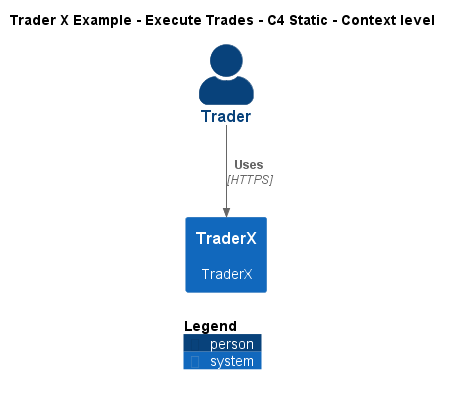 Trader X Example - Execute Trades - C4 Static - Context level
Trader
Uses
[HTTPS]
TraderX
TraderX
Legend
person
system